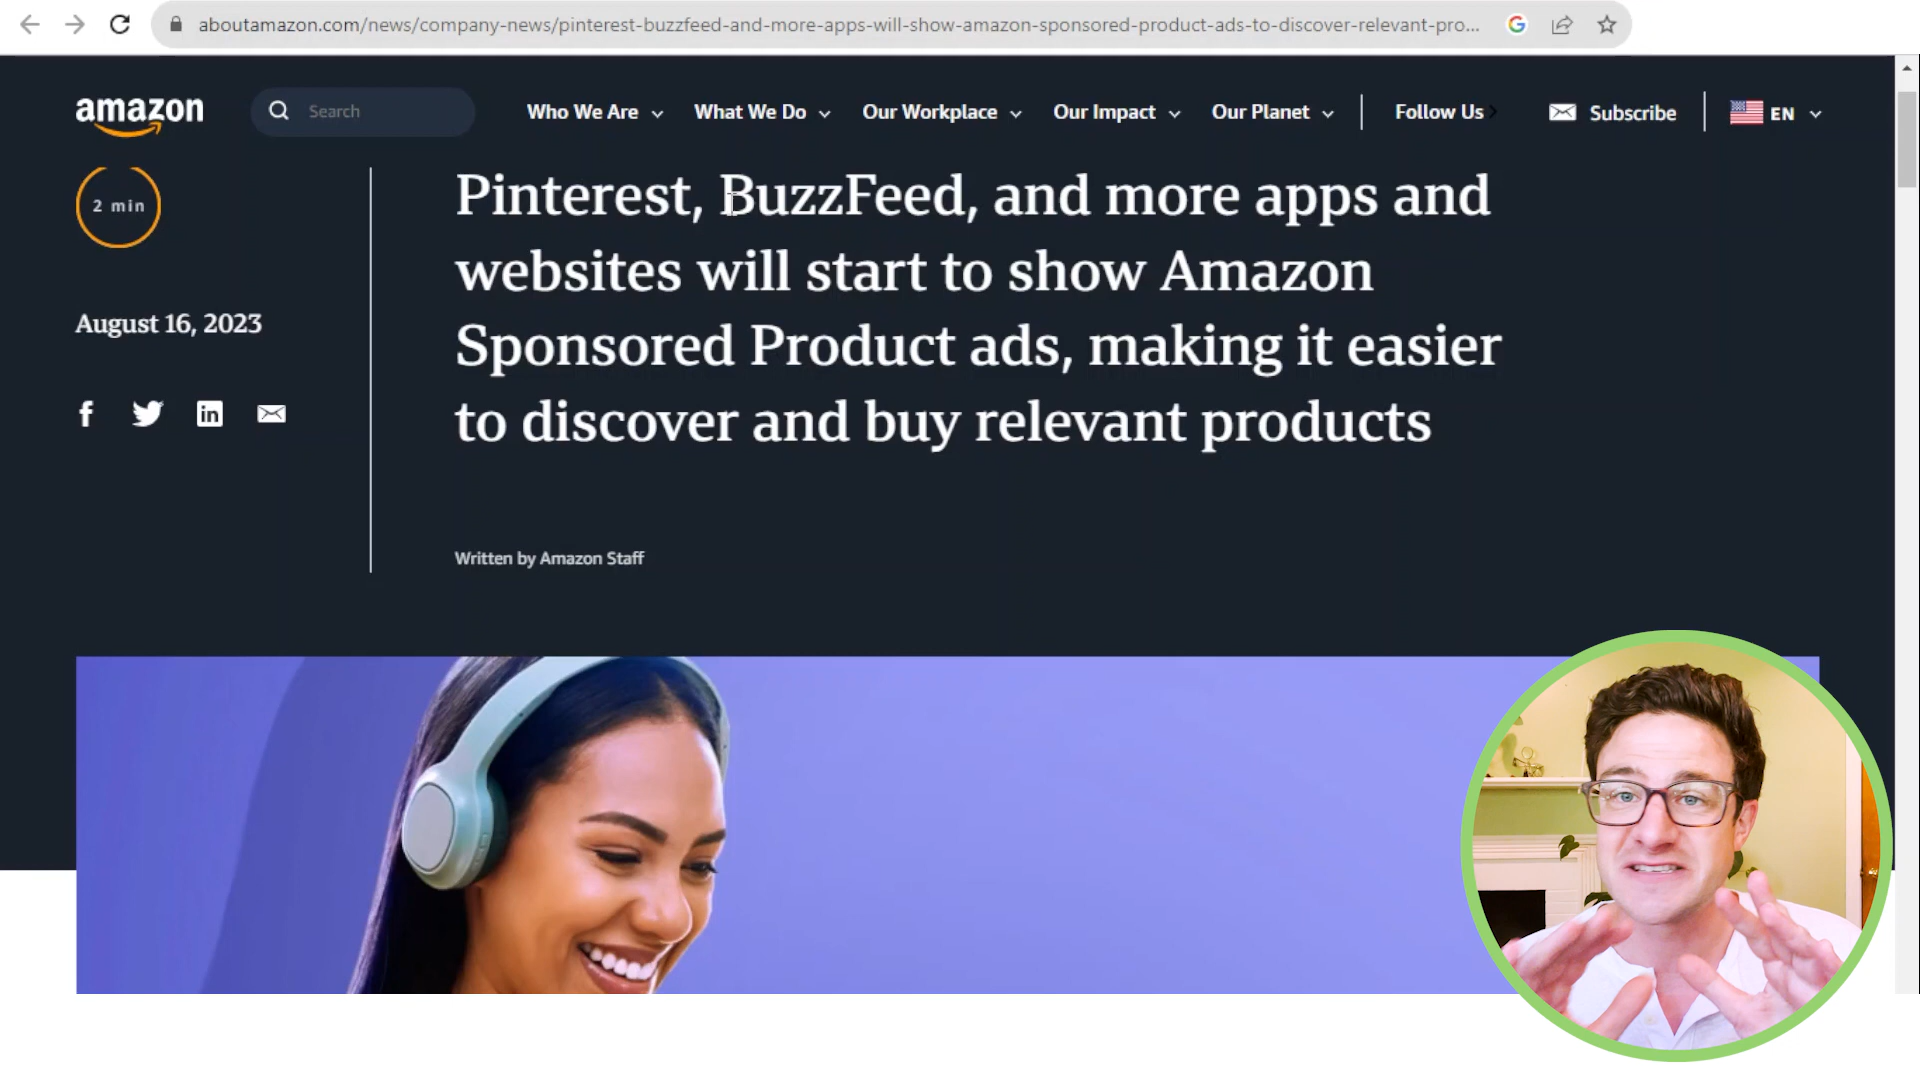 aboutamazon.com/news/company-news/pinterest-buzzfeed-and-more-apps-will-show-amazon-sponsored-product-ads-to-discover-relevant-pro...
amazon
Search
Who We Are
What We Do
Our Workplace
Our Impact
Our Planet
Follow Us
Subscribe
EN
2 min
August 16, 2023
Pinterest, BuzzFeed, and more apps and
websites will start to show Amazon
Sponsored Product ads, making it easier
to discover and buy relevant products
Written by Amazon Staff